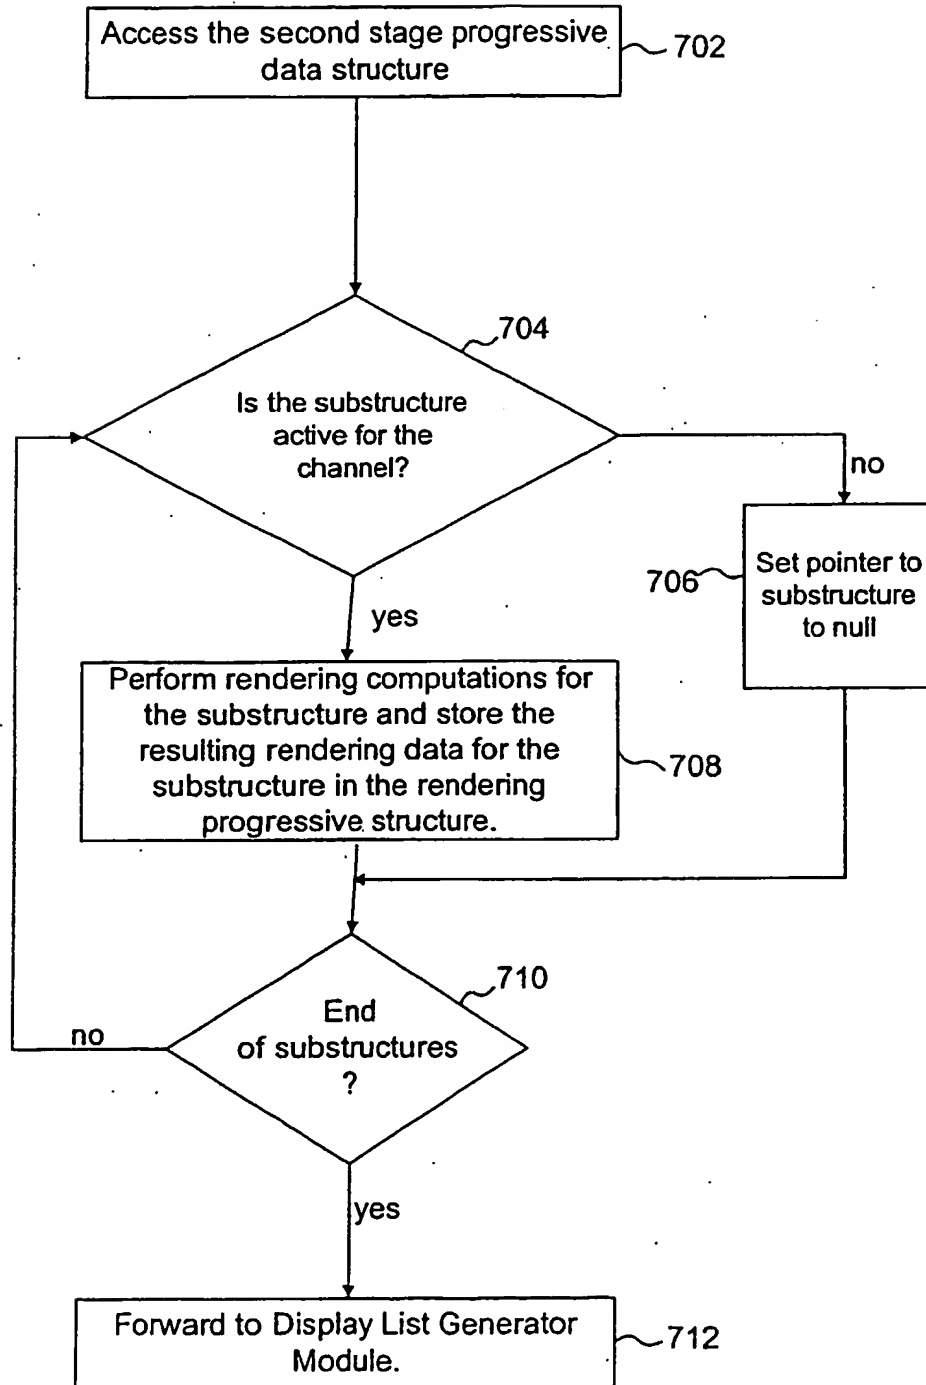 Access the second stage progressive
data structure
702
704
Is the substructure
active for the
channel?
no
706
Set pointer to
substructure
to null
yes
Perform rendering computations for
the substructure and store the
resulting rendering data for the
substructure in the rendering
progressive structure.
708
710
End
of substructures
?
no
yes
Forward to Display List Generator
Module.
712